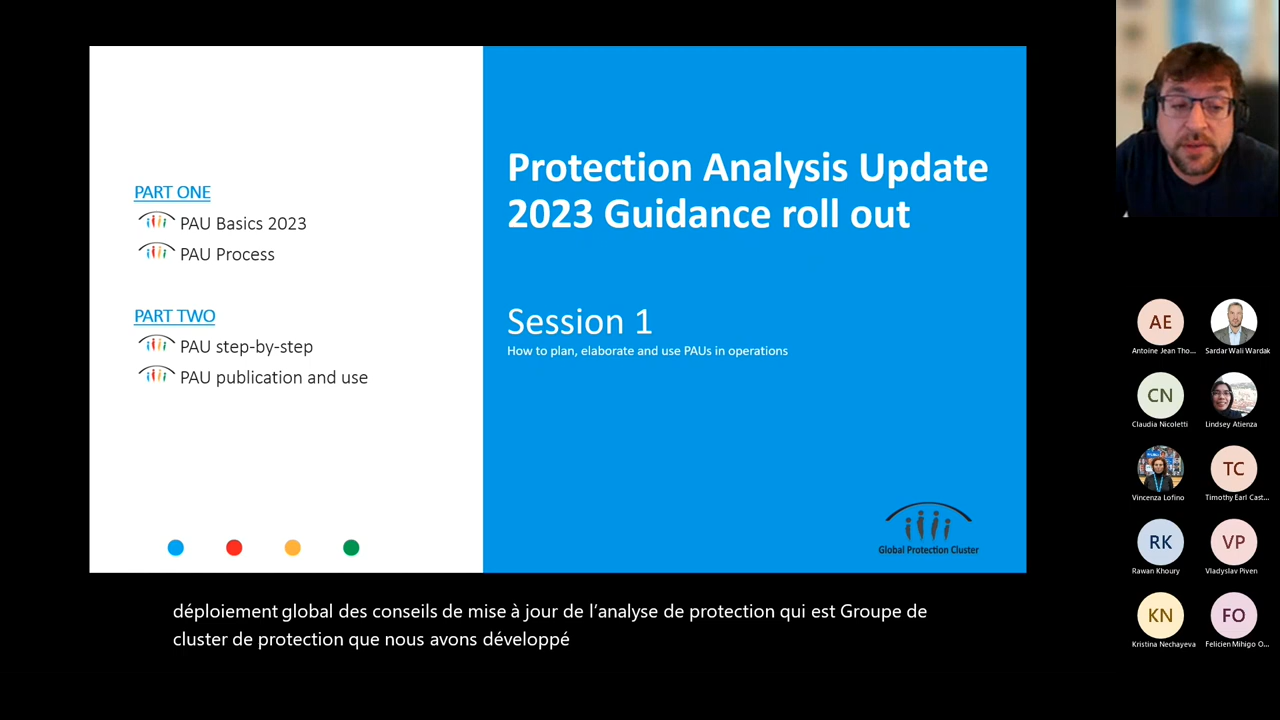 PART ONE
PAU Basics 2023
PAU Process
PART TWO
PAU step-by-step
PAU publication and use
Protection Analysis Update
2023 Guidance roll out
Session 1
How to plan, elaborate and use PAUs in operations
Global Protection Cluster
AE
Antoine Jean Tho...
Sardar Wali Wardak
CN
Claudia Nicoletti
Lindsey Atienza
Vincenza Lofino
TC
Timothy Earl Cast...
RK
Rawan Khoury
VP
Vladyslav Piven
KN
Kristina Nechayeva
FO
Felicien Mihigo O...
déploiement global des conseils de mise à jour de l’analyse de protection qui est Groupe de
cluster de protection que nous avons développé